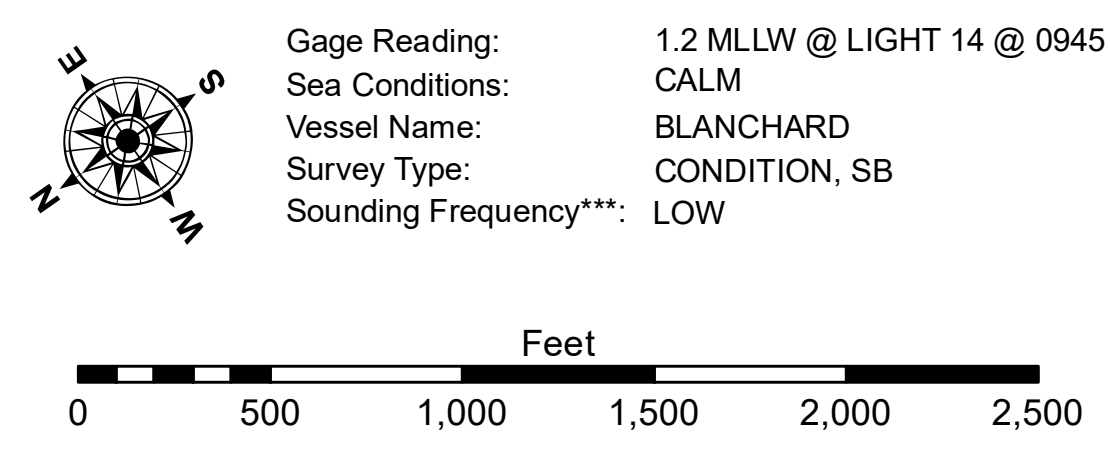 E
S
N
W
Gage Reading: 1.2 MLLW @ LIGHT 14 @ 0945
Sea Conditions: CALM
Vessel Name: BLANCHARD
Survey Type: CONDITION, SB
Sounding Frequency***: LOW
Feet
0 500 1,000 1,500 2,000 2,500